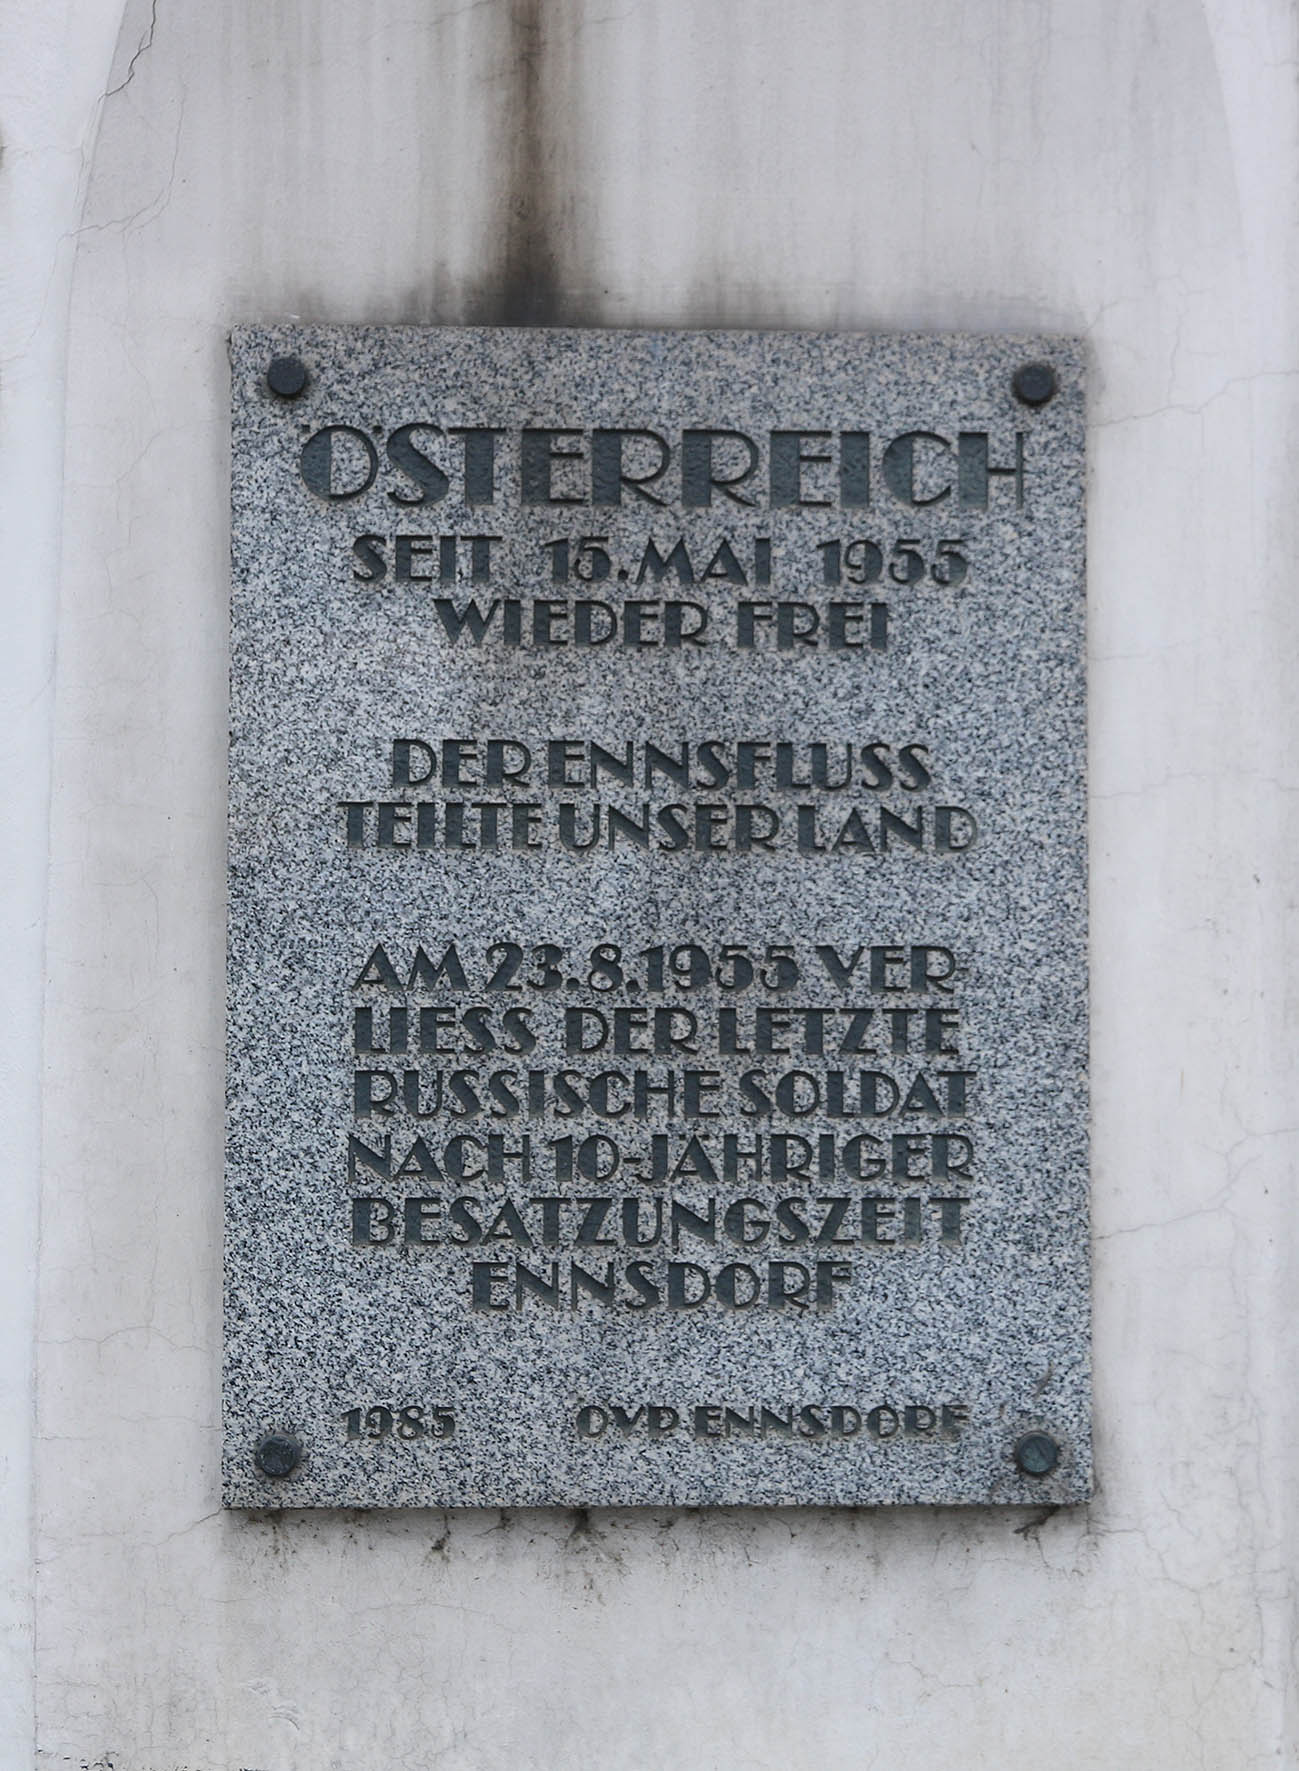 ÖSTERREICH
SEIT 15. MAI 1955
WIEDER FREI
DER ENNSFLUSS
TEILTE UNSER LAND
AM 23.8.1955 VER-
LIESS DER LETZTE
RUSSISCHE SOLDAT
NACH 10-JÄHRIGER
BESATZUNGSZEIT
ENNSDORF
1985 ÖVP. ENNSDORF